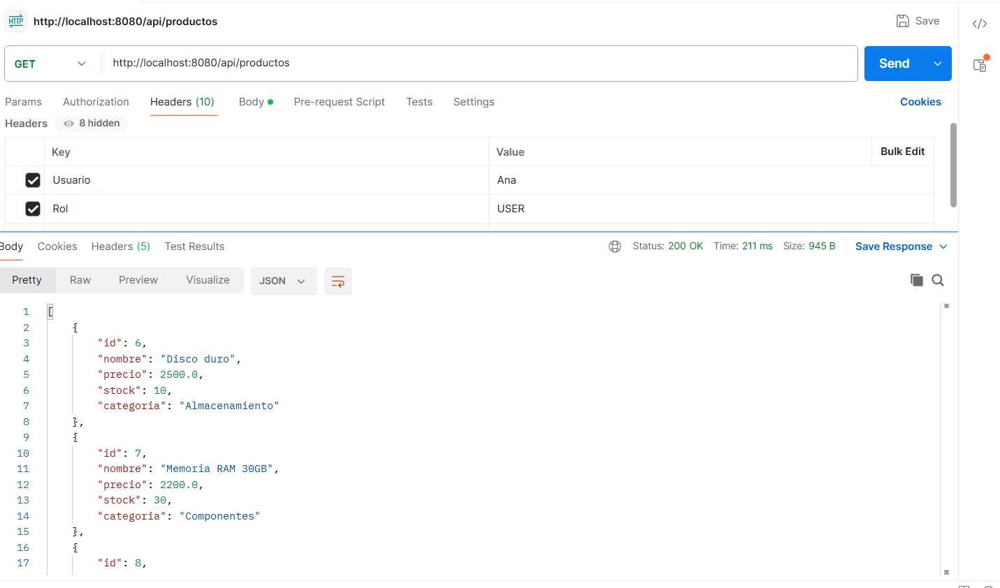 HTTP http://localhost:8080/api/productos Save
GET http://localhost:8080/api/productos Send
Params Authorization Headers (10) Body Pre-request Script Tests Settings Cookies
Headers 8 hidden
Key Value Bulk Edit
Usuario Ana
Rol USER
Body Cookies Headers (5) Test Results Status: 200 OK Time: 211 ms Size: 945 B Save Response
Pretty Raw Preview Visualize JSON
1 [
2 {
3 "id": 6,
4 "nombre": "Disco duro",
5 "precio": 2500.0,
6 "stock": 10,
7 "categoria": "Almacenamiento"
8 },
9 {
10 "id": 7,
11 "nombre": "Memoria RAM 30GB",
12 "precio": 2200.0,
13 "stock": 30,
14 "categoria": "Componentes"
15 },
16 {
17 "id": 8,